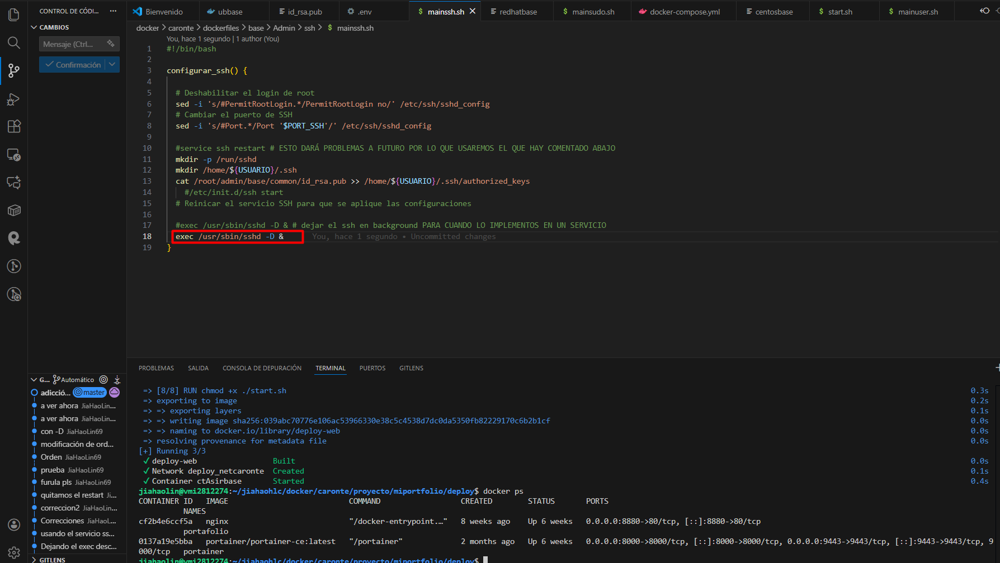 CONTROL DE CÓDI... ···
Bienvenido
ubbase
id_rsa.pub
.env
$ mainssh.sh
redhatbase
$ mainsudo.sh
docker-compose.yml
centosbase
$ start.sh
$ mainuser.sh
CAMBIOS
Mensaje (Ctrl...
Confirmación
docker > caronte > dockerfiles > base > Admin > ssh > $ mainssh.sh
You, hace 1 segundo | 1 author (You)
1 #!/bin/bash
2
3 configurar_ssh() {
4
5 # Deshabilitar el login de root
6 sed -i 's/#PermitRootLogin.*/PermitRootLogin no/' /etc/ssh/sshd_config
7 # Cambiar el puerto de SSH
8 sed -i 's/#Port.*/Port '$PORT_SSH'/' /etc/ssh/sshd_config
9
10 #service ssh restart # ESTO DARÁ PROBLEMAS A FUTURO POR LO QUE USAREMOS EL QUE HAY COMENTADO ABAJO
11 mkdir -p /run/sshd
12 mkdir /home/${USUARIO}/.ssh
13 cat /root/admin/base/common/id_rsa.pub >> /home/${USUARIO}/.ssh/authorized_keys
14 #/etc/init.d/ssh start
15 # Reinicar el servicio SSH para que se aplique las configuraciones
16
17 #exec /usr/sbin/sshd -D & # dejar el ssh en background PARA CUANDO LO IMPLEMENTOS EN UN SERVICIO
18 exec /usr/sbin/sshd -D & You, hace 1 segundo • Uncommitted changes
19 }
G... Automático
adicció... master
a ver ahora JiaHaoLin...
a ver ahora JiaHaoLin...
con -D JiaHaoLin69
modificación de ord...
Orden JiaHaoLin69
prueba JiaHaoLin69
furula pls JiaHaoLin69
quitamos el restart Ji...
correccion2 JiaHaoLin...
Correcciones JiaHaoL...
usando el servicio ss...
Dejando el exec desc...
GITLENS
PROBLEMAS SALIDA CONSOLA DE DEPURACIÓN TERMINAL PUERTOS GITLENS
=> [8/8] RUN chmod +x ./start.sh 0.3s
=> exporting to image 0.2s
=> => exporting layers 0.1s
=> => writing image sha256:039abc70776e106ac53966330e38c5c4538d7dc0da5350fb82229170c6b2b1cf 0.0s
=> => naming to docker.io/library/deploy-web 0.0s
=> resolving provenance for metadata file 0.0s
[+] Running 3/3
✓ deploy-web Built 0.0s
✓ Network deploy_netcaronte Created 0.1s
✓ Container ctAsirbase Started 0.4s
jiahaolin@vmi2812274:~/jiahaohlc/docker/caronte/proyecto/miportfolio/deploy$ docker ps
CONTAINER ID IMAGE COMMAND CREATED STATUS PORTS
NAMES
cf2b4e6ccf5a nginx "/docker-entrypoint.…" 8 weeks ago Up 6 weeks 0.0.0.0:8880->80/tcp, [::]:8880->80/tcp
portafolio
0137a19e5bba portainer/portainer-ce:latest "/portainer" 2 months ago Up 6 weeks 0.0.0.0:8000->8000/tcp, [::]:8000->8000/tcp, 0.0.0.0:9443->9443/tcp, [::]:9443->9443/tcp, 9
000/tcp portainer
jiahaolin@vmi2812274:~/jiahaohlc/docker/caronte/proyecto/miportfolio/deploy$